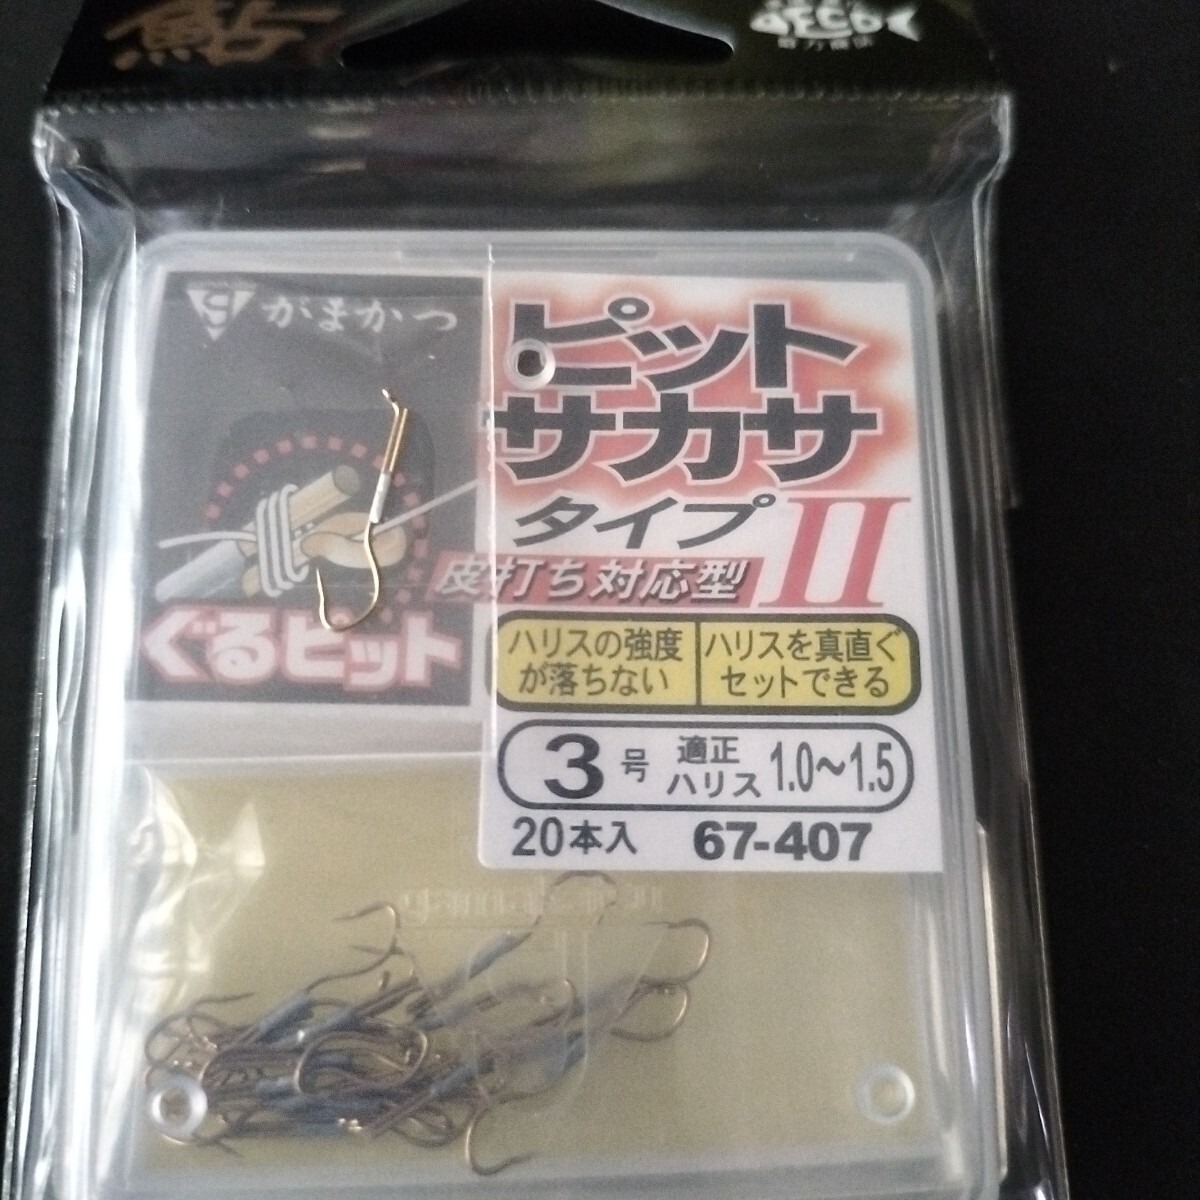 鮎
がまかつ
ピット
サカサ
タイプII
皮打ち対応型
ぐるピット
ハリスの強度
が落ちない
ハリスを真直ぐ
セットできる
3号 適正ハリス 1.0～1.5
20本入 67-407